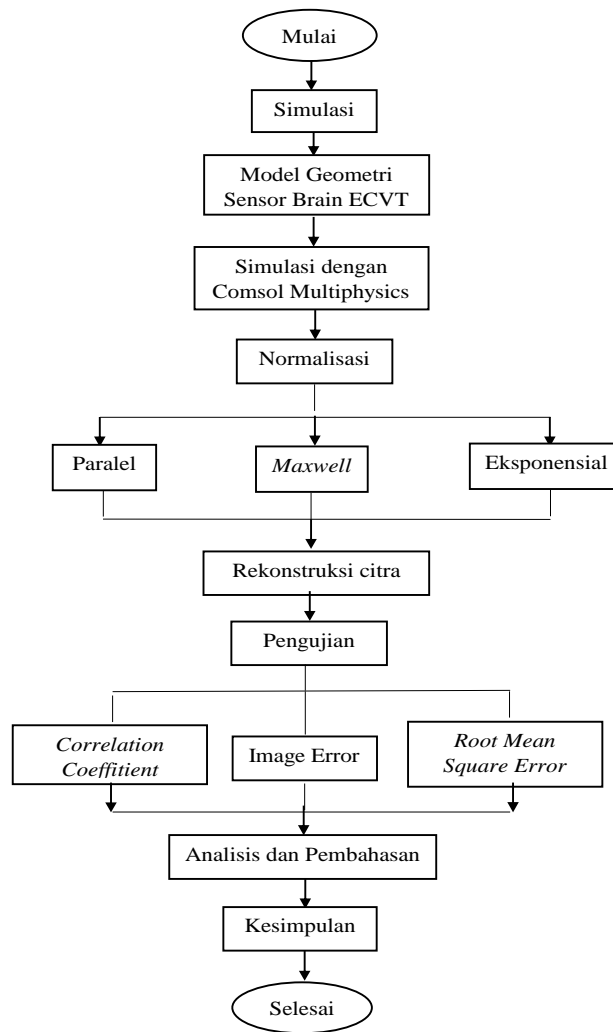 Mulai
Simulasi
Model Geometri
Sensor Brain ECVT
Simulasi dengan
Comsol Multiphysics
Normalisasi
Paralel
Maxwell
Eksponensial
Rekonstruksi citra
Pengujian
Correlation
Coeffitient
Image Error
Root Mean
Square Error
Analisis dan Pembahasan
Kesimpulan
Selesai